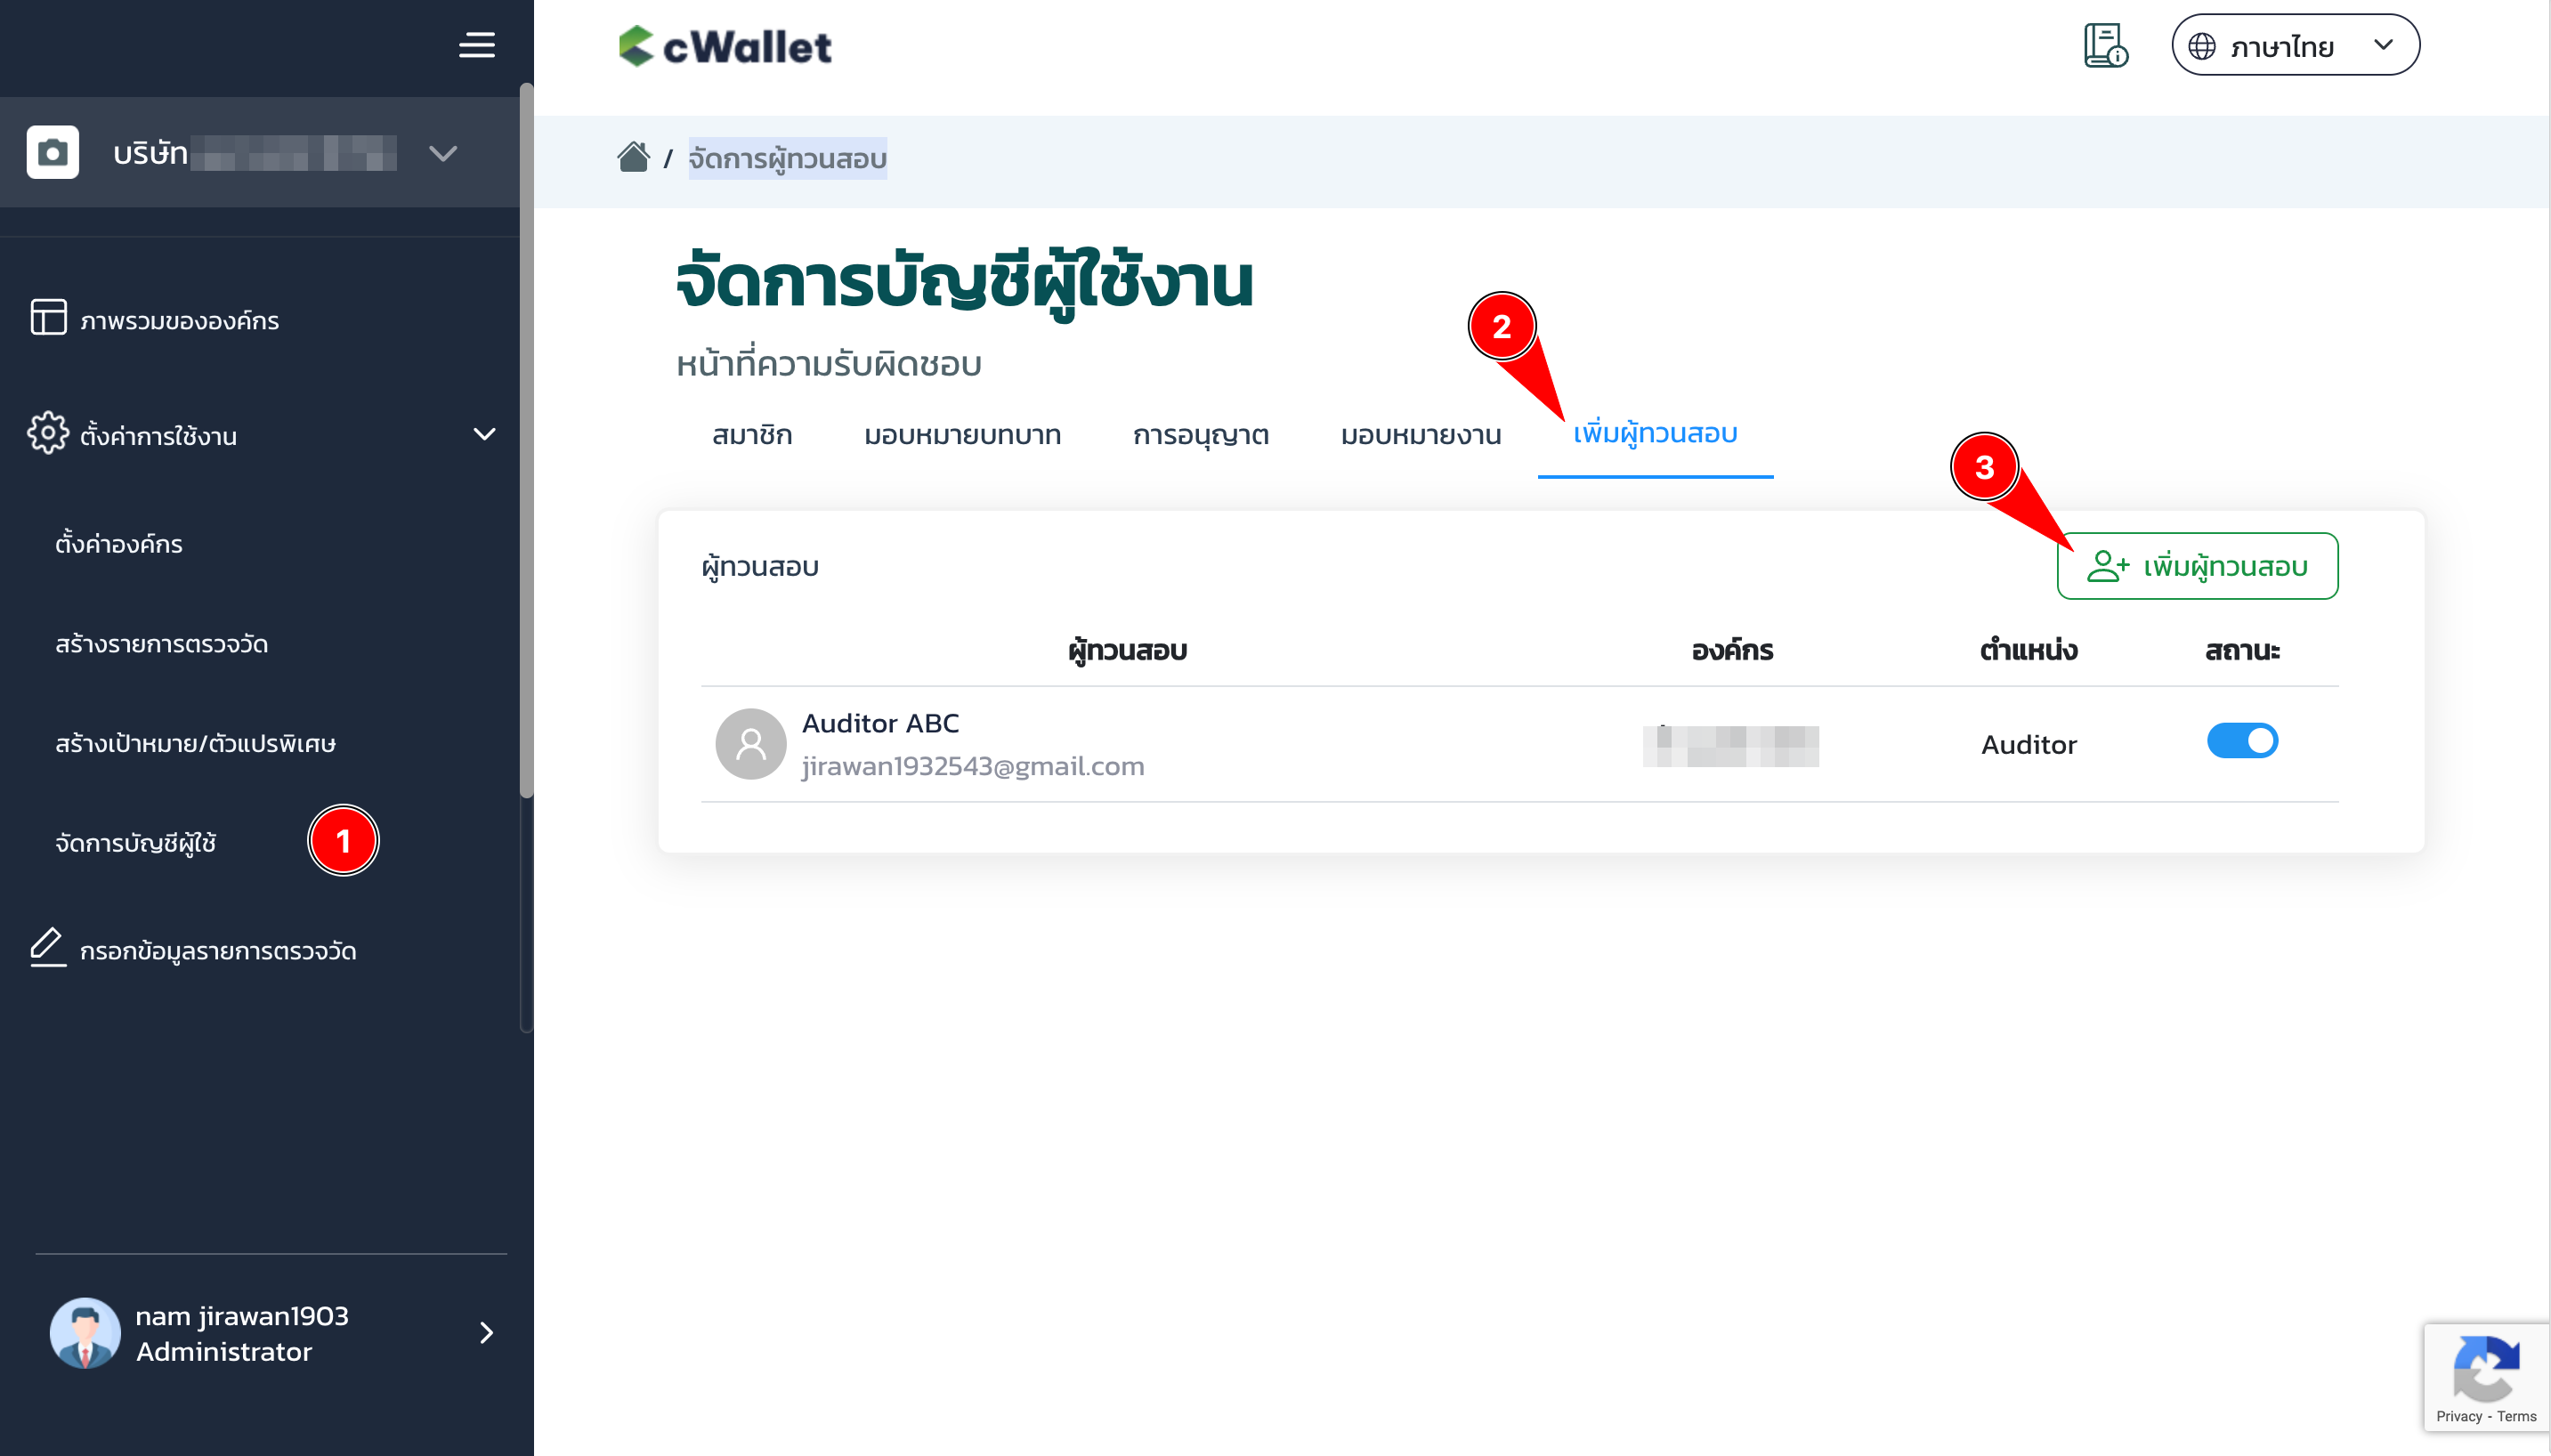 cWallet
ภาษาไทย
บริษัท
/ จัดการผู้ทวนสอบ
ภาพรวมขององค์กร
ตั้งค่าการใช้งาน
ตั้งค่าองค์กร
สร้างรายการตรวจวัด
สร้างเป้าหมาย/ตัวแปรพิเศษ
จัดการบัญชีผู้ใช้
1
กรอกข้อมูลรายการตรวจวัด
nam jirawan1903
Administrator
จัดการบัญชีผู้ใช้งาน
หน้าที่ความรับผิดชอบ
2
สมาชิก มอบหมายบทบาท การอนุญาต มอบหมายงาน เพิ่มผู้ทวนสอบ
3
ผู้ทวนสอบ
เพิ่มผู้ทวนสอบ
ผู้ทวนสอบ องค์กร ตำแหน่ง สถานะ
Auditor ABC
jirawan1932543@gmail.com
Auditor
Privacy - Terms